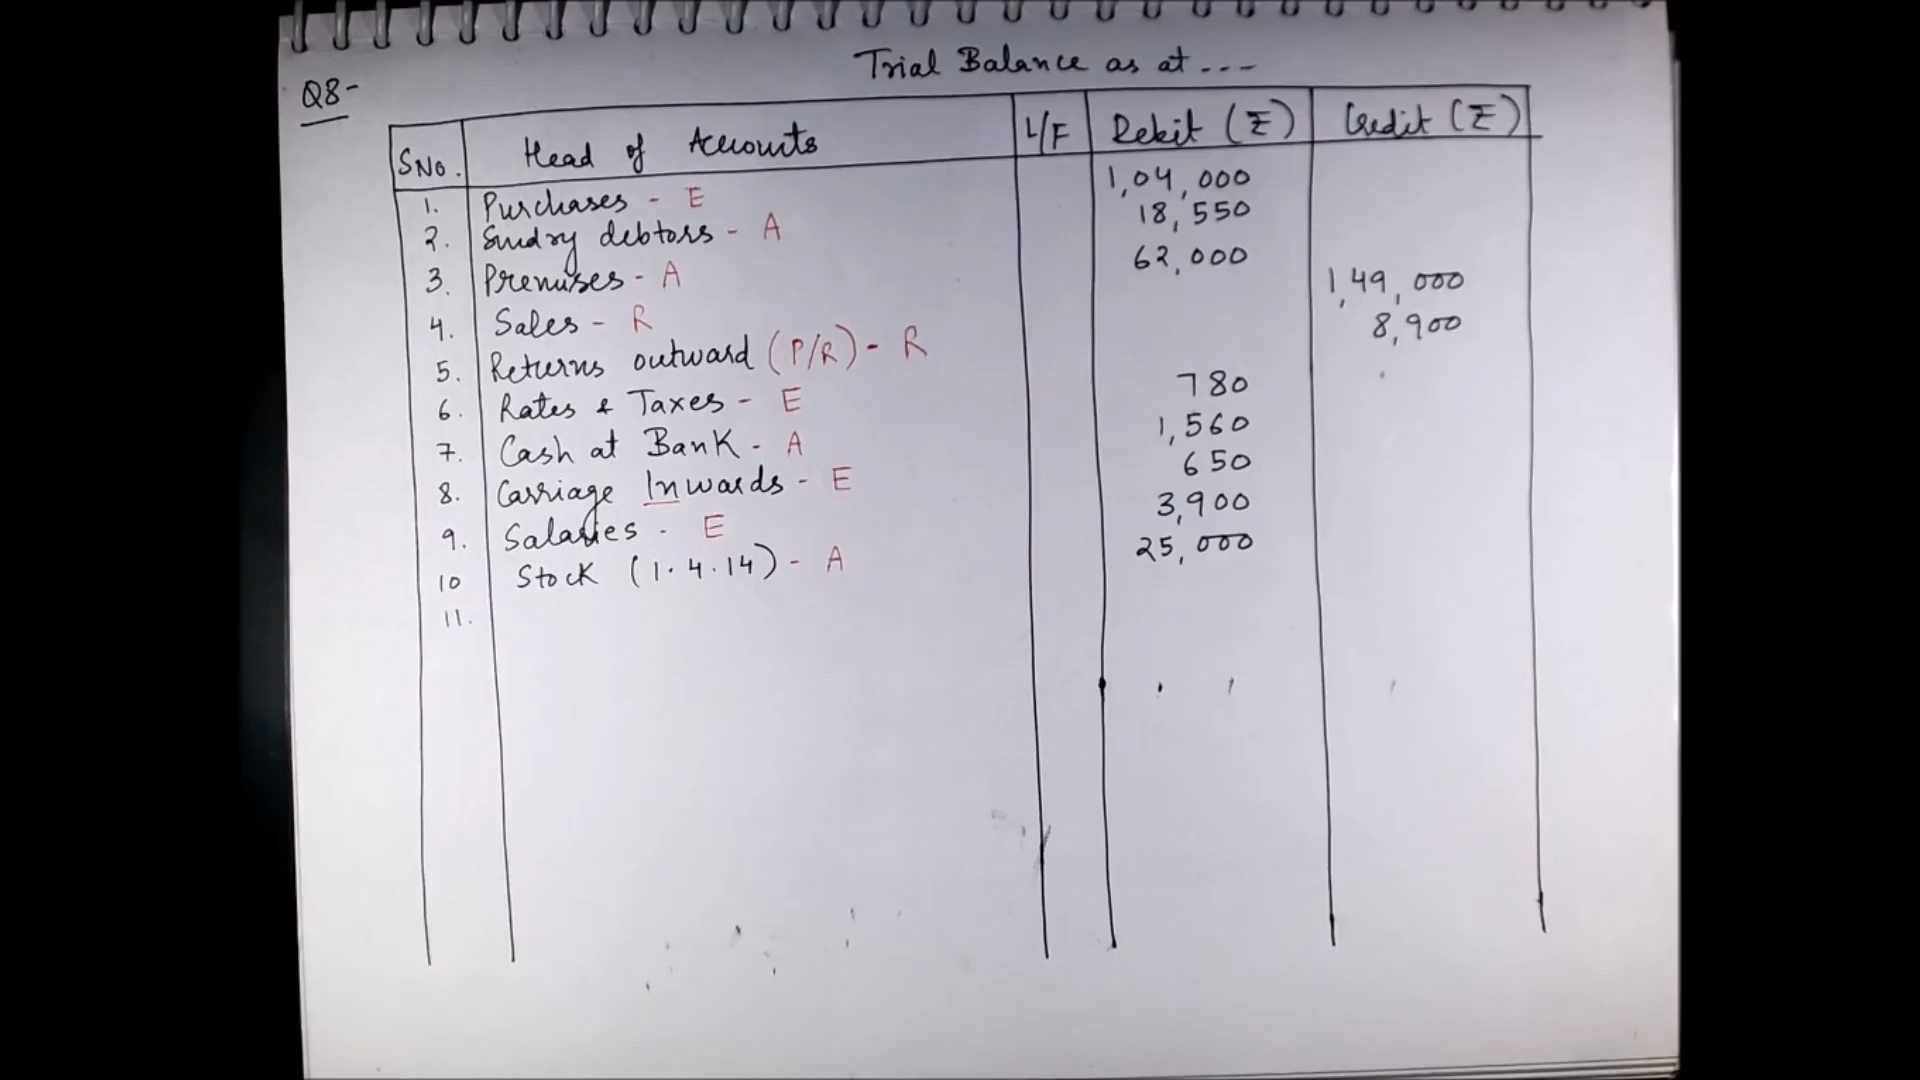 Trial Balance as at ---
Q8-
SNo. Head of Accounts L/F Debit (₹) Credit (₹)
1. Purchases - E 1,04,000
2. Sundry debtors - A 18,550
3. Premises - A 62,000
4. Sales - R 1,49,000
5. Returns outward (P/R) - R 8,900
6. Rates & Taxes - E 780
7. Cash at Bank - A 1,560
8. Carriage Inwards - E 650
9. Salaries - E 3,900
10 Stock (1.4.14) - A 25,000
11.